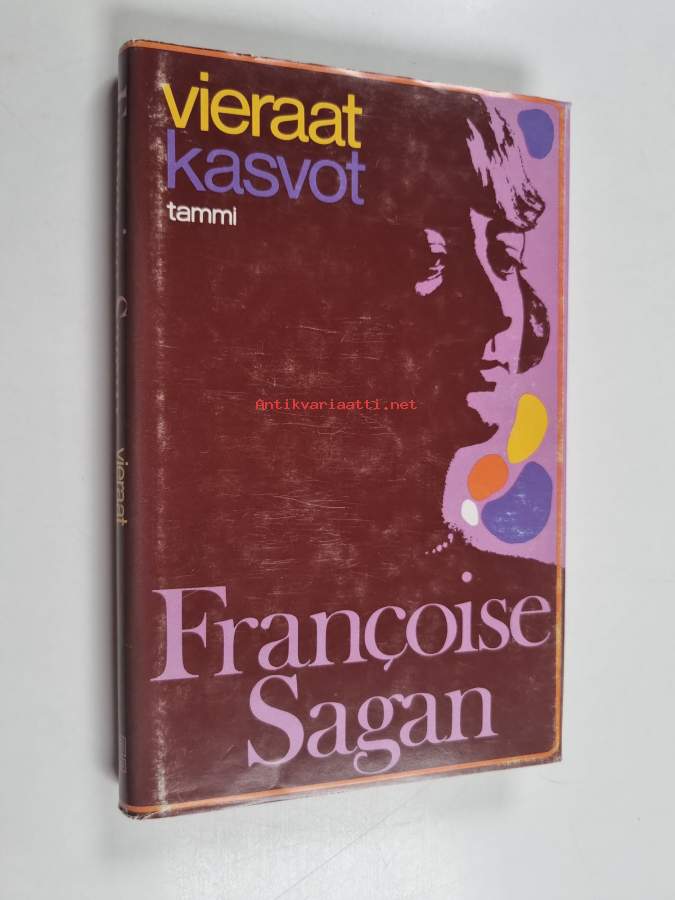 vieraat
kasvot
tammi
Antikvariaatti.net
Françoise
Sagan
vieraat